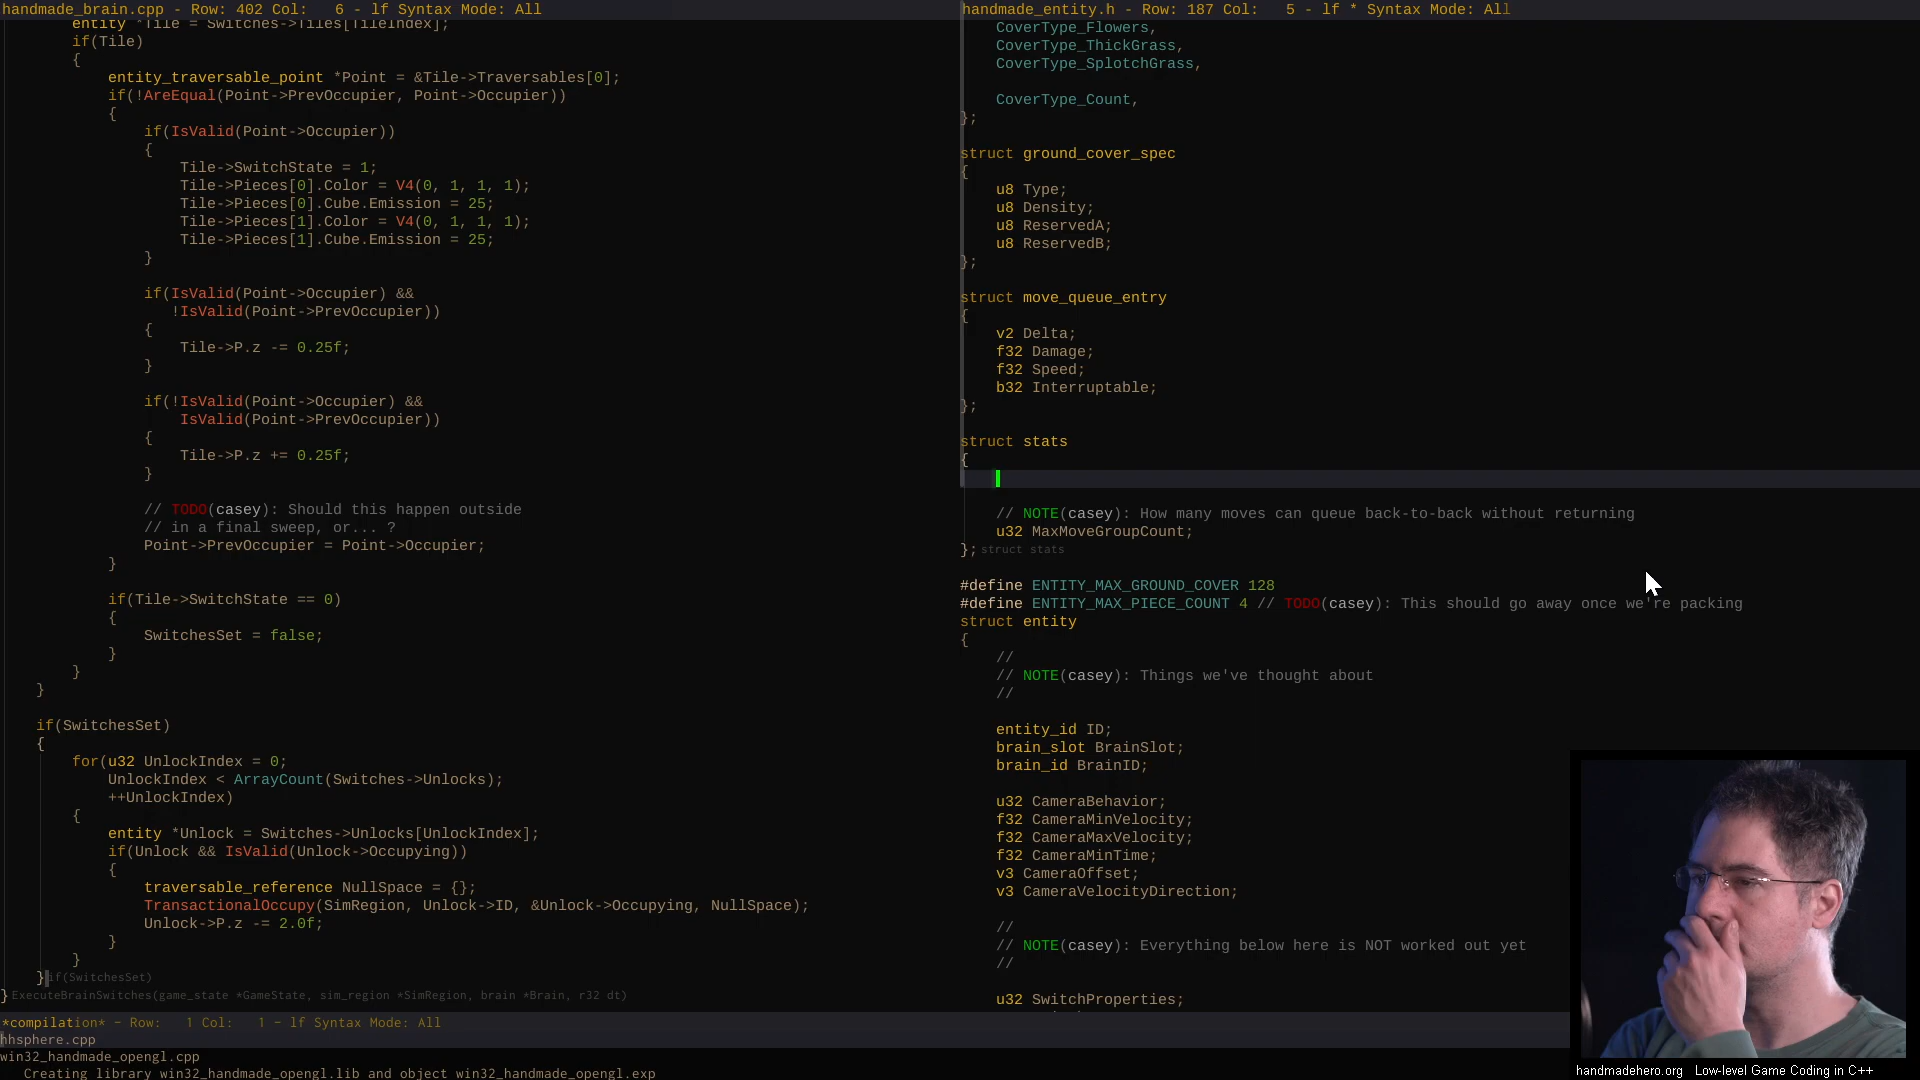 handmade_brain.cpp - Row: 402 Col:   6 - lf Syntax Mode: All
entity *Tile = Switches->Tiles[TileIndex];
if(Tile)
{
entity_traversable_point *Point = &Tile->Traversables[0];
if(!AreEqual(Point->PrevOccupier, Point->Occupier))
{
if(IsValid(Point->Occupier))
{
Tile->SwitchState = 1;
Tile->Pieces[0].Color = V4(0, 1, 1, 1);
Tile->Pieces[0].Cube.Emission = 25;
Tile->Pieces[1].Color = V4(0, 1, 1, 1);
Tile->Pieces[1].Cube.Emission = 25;
}
if(IsValid(Point->Occupier) &&
!IsValid(Point->PrevOccupier))
{
Tile->P.z -= 0.25f;
}
if(!IsValid(Point->Occupier) &&
IsValid(Point->PrevOccupier))
{
Tile->P.z += 0.25f;
}
// TODO(casey): Should this happen outside
// in a final sweep, or... ?
Point->PrevOccupier = Point->Occupier;
}
if(Tile->SwitchState == 0)
{
SwitchesSet = false;
}
}
}
if(SwitchesSet)
{
for(u32 UnlockIndex = 0;
UnlockIndex < ArrayCount(Switches->Unlocks);
++UnlockIndex)
{
entity *Unlock = Switches->Unlocks[UnlockIndex];
if(Unlock && IsValid(Unlock->Occupying))
{
traversable_reference NullSpace = {};
TransactionalOccupy(SimRegion, Unlock->ID, &Unlock->Occupying, NullSpace);
Unlock->P.z -= 2.0f;
}
}
} if(SwitchesSet)
} ExecuteBrainSwitches(game_state *GameState, sim_region *SimRegion, brain *Brain, r32 dt)
*compilation* - Row:   1 Col:   1 - lf Syntax Mode: All
hhsphere.cpp
win32_handmade_opengl.cpp
Creating library win32_handmade_opengl.lib and object win32_handmade_opengl.exp
handmade_entity.h - Row: 187 Col:   5 - lf * Syntax Mode: All
CoverType_Flowers,
CoverType_ThickGrass,
CoverType_SplotchGrass,
CoverType_Count,
};
struct ground_cover_spec
{
u8 Type;
u8 Density;
u8 ReservedA;
u8 ReservedB;
};
struct move_queue_entry
{
v2 Delta;
f32 Damage;
f32 Speed;
b32 Interruptable;
};
struct stats
{
// NOTE(casey): How many moves can queue back-to-back without returning
u32 MaxMoveGroupCount;
}; struct stats
#define ENTITY_MAX_GROUND_COVER 128
#define ENTITY_MAX_PIECE_COUNT 4 // TODO(casey): This should go away once we're packing
struct entity
{
//
// NOTE(casey): Things we've thought about
//
entity_id ID;
brain_slot BrainSlot;
brain_id BrainID;
u32 CameraBehavior;
f32 CameraMinVelocity;
f32 CameraMaxVelocity;
f32 CameraMinTime;
v3 CameraOffset;
v3 CameraVelocityDirection;
//
// NOTE(casey): Everything below here is NOT worked out yet
//
u32 SwitchProperties;
handmadehero.org   Low-level Game Coding in C++